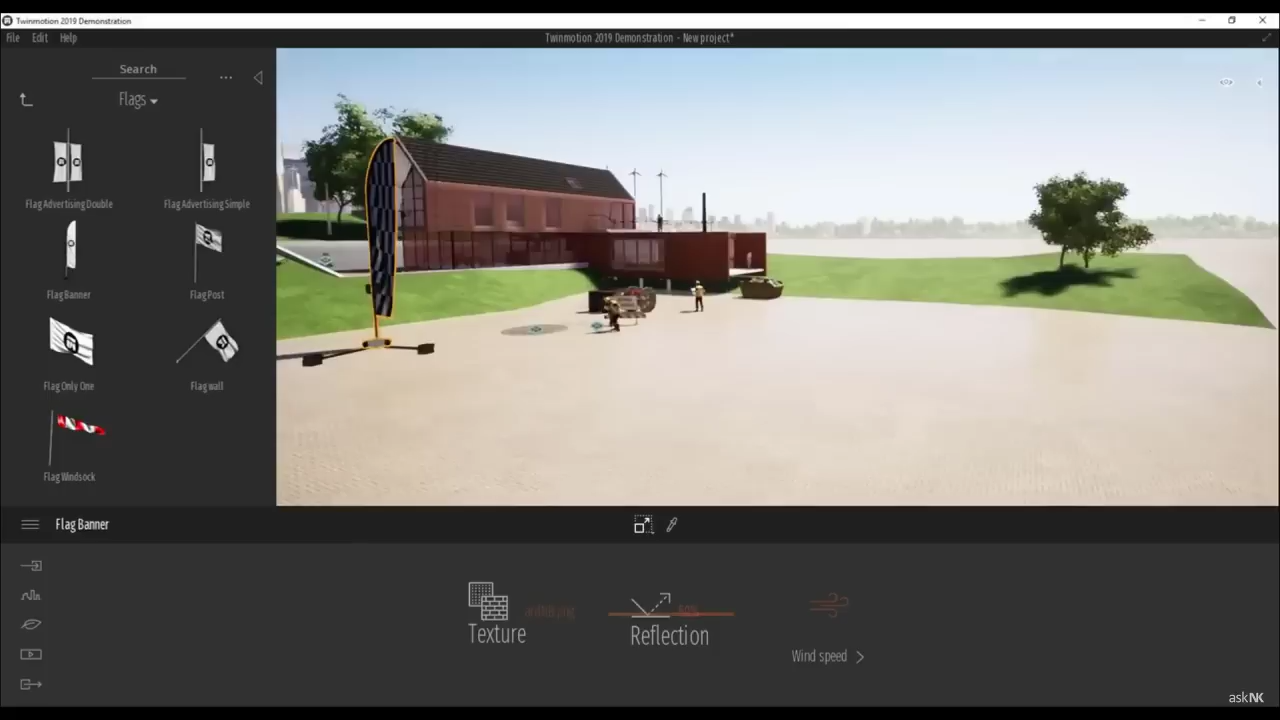 Twinmotion 2019 Demonstration
File Edit Help
Twinmotion 2019 Demonstration - New project*
Search
...
Flags
Flag Advertising Double
Flag Advertising Simple
Flag Banner
Flag Post
Flag Only One
Flag wall
Flag Windsock
Flag Banner
Texture
Reflection
Wind speed
askNK